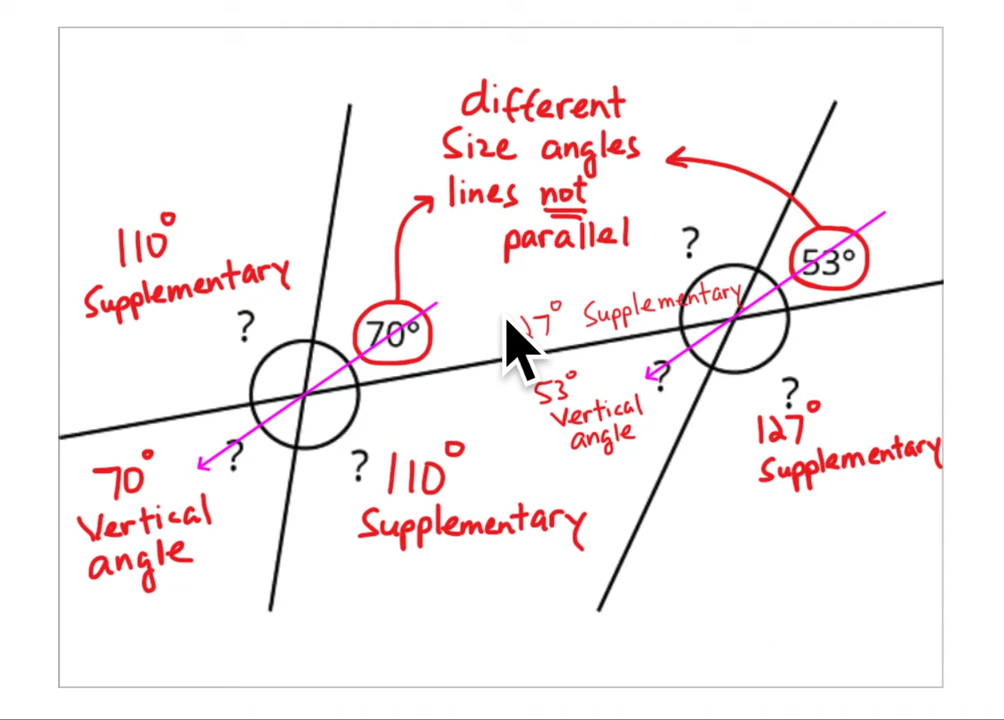 different
Size angles
lines not
parallel
110°
Supplementary
?
70°
?
53°
?
70°
Vertical
angle
?
110°
Supplementary
Supplementary
?
53°
Vertical
angle
?
127°
Supplementary